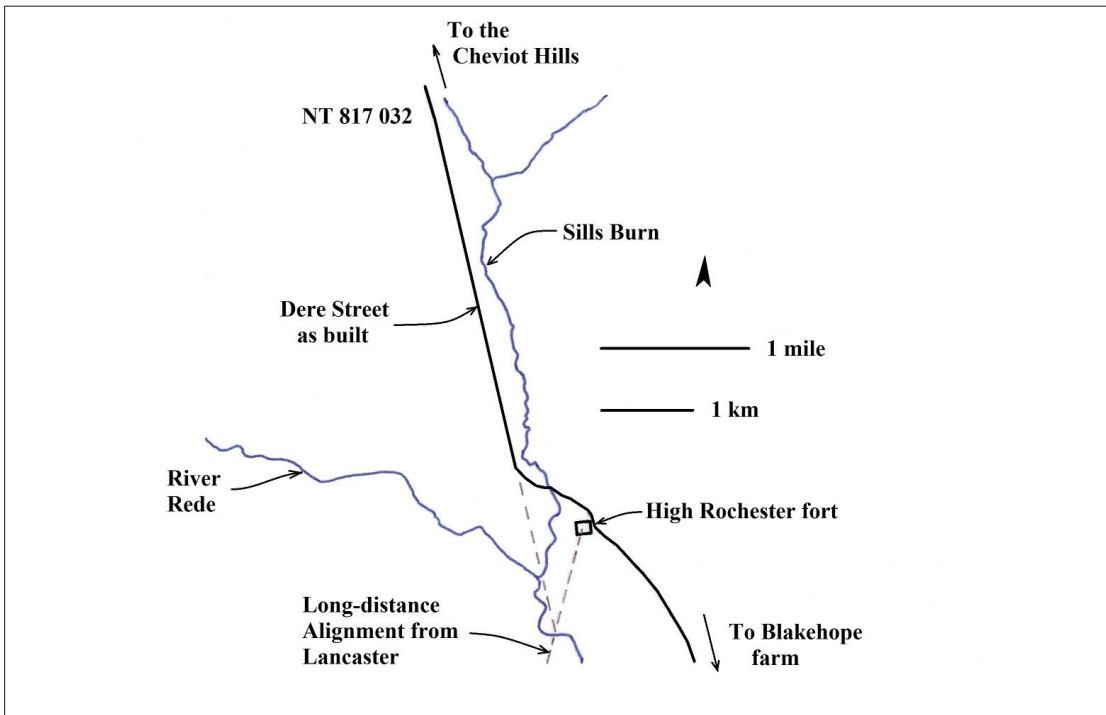 To the
Cheviot Hills
NT 817 032
Sills Burn
Dere Street
as built
1 mile
1 km
River
Rede
High Rochester fort
Long-distance
Alignment from
Lancaster
To Blakehope
farm